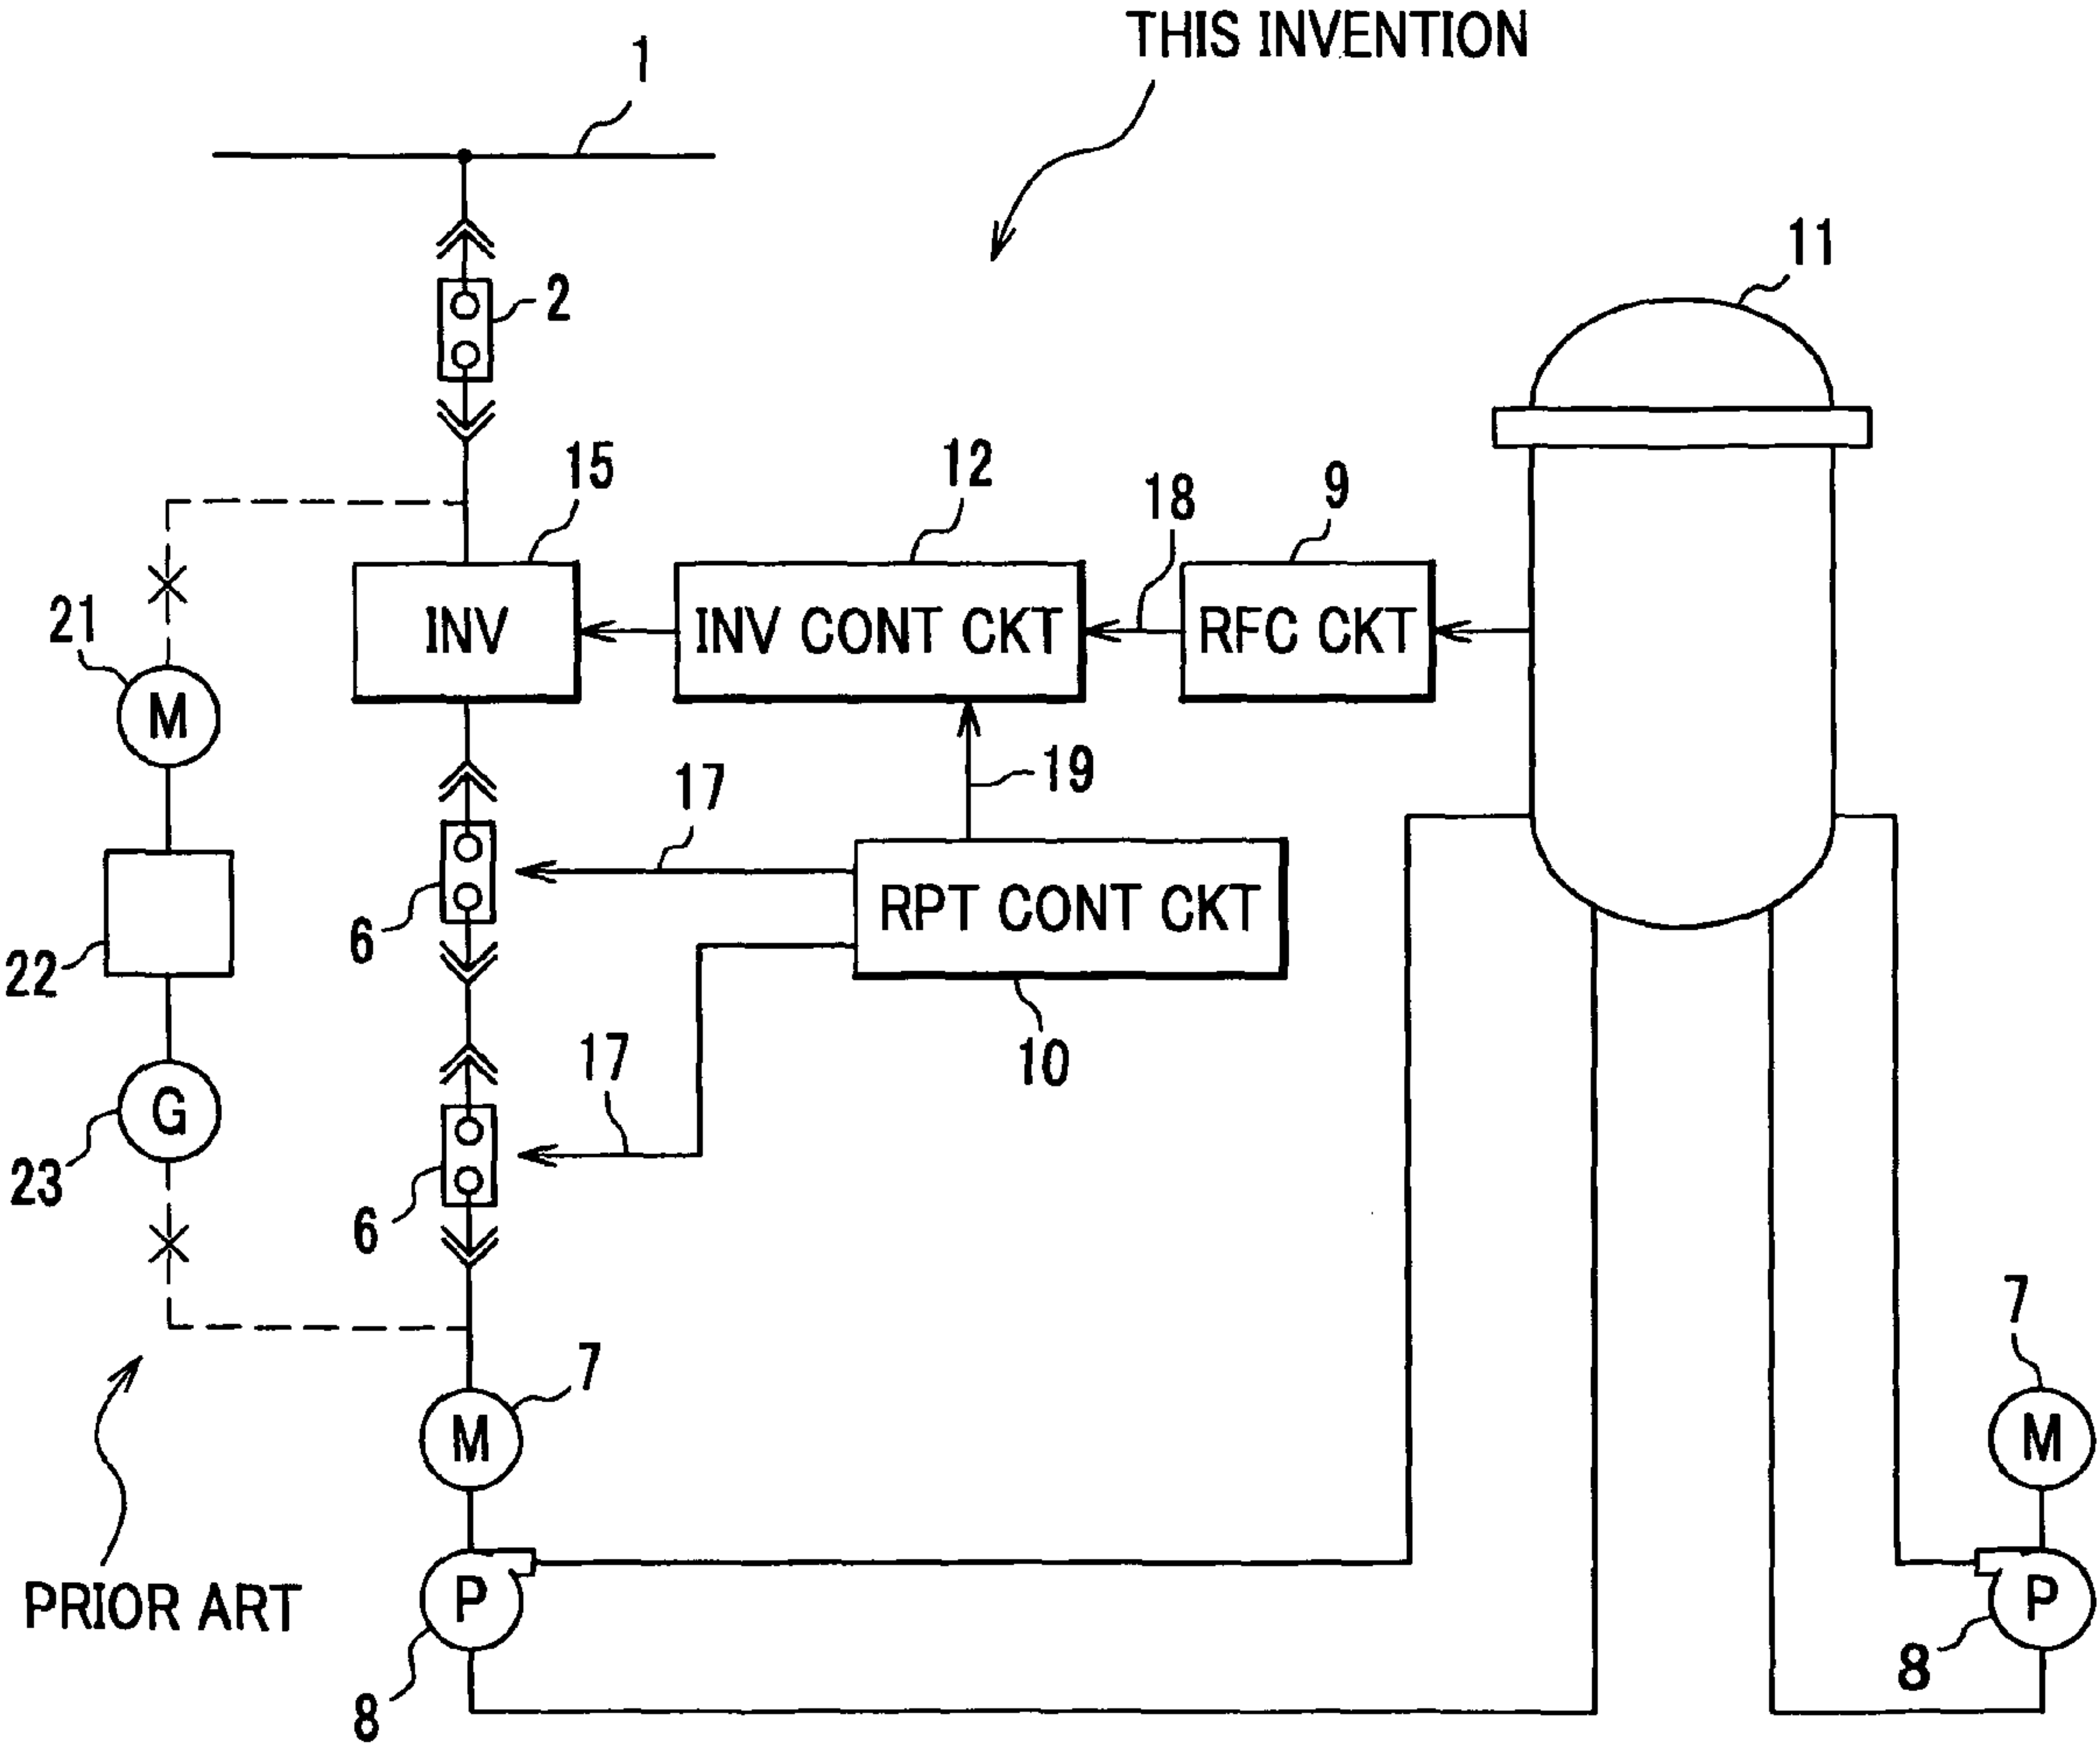 THIS INVENTION
1
2
11
15
12
18
9
INV
INV CONT CKT
RFC CKT
21
M
19
17
RPT CONT CKT
6
22
10
17
G
23
6
7
7
M
M
PRIOR ART
P
P
8
8